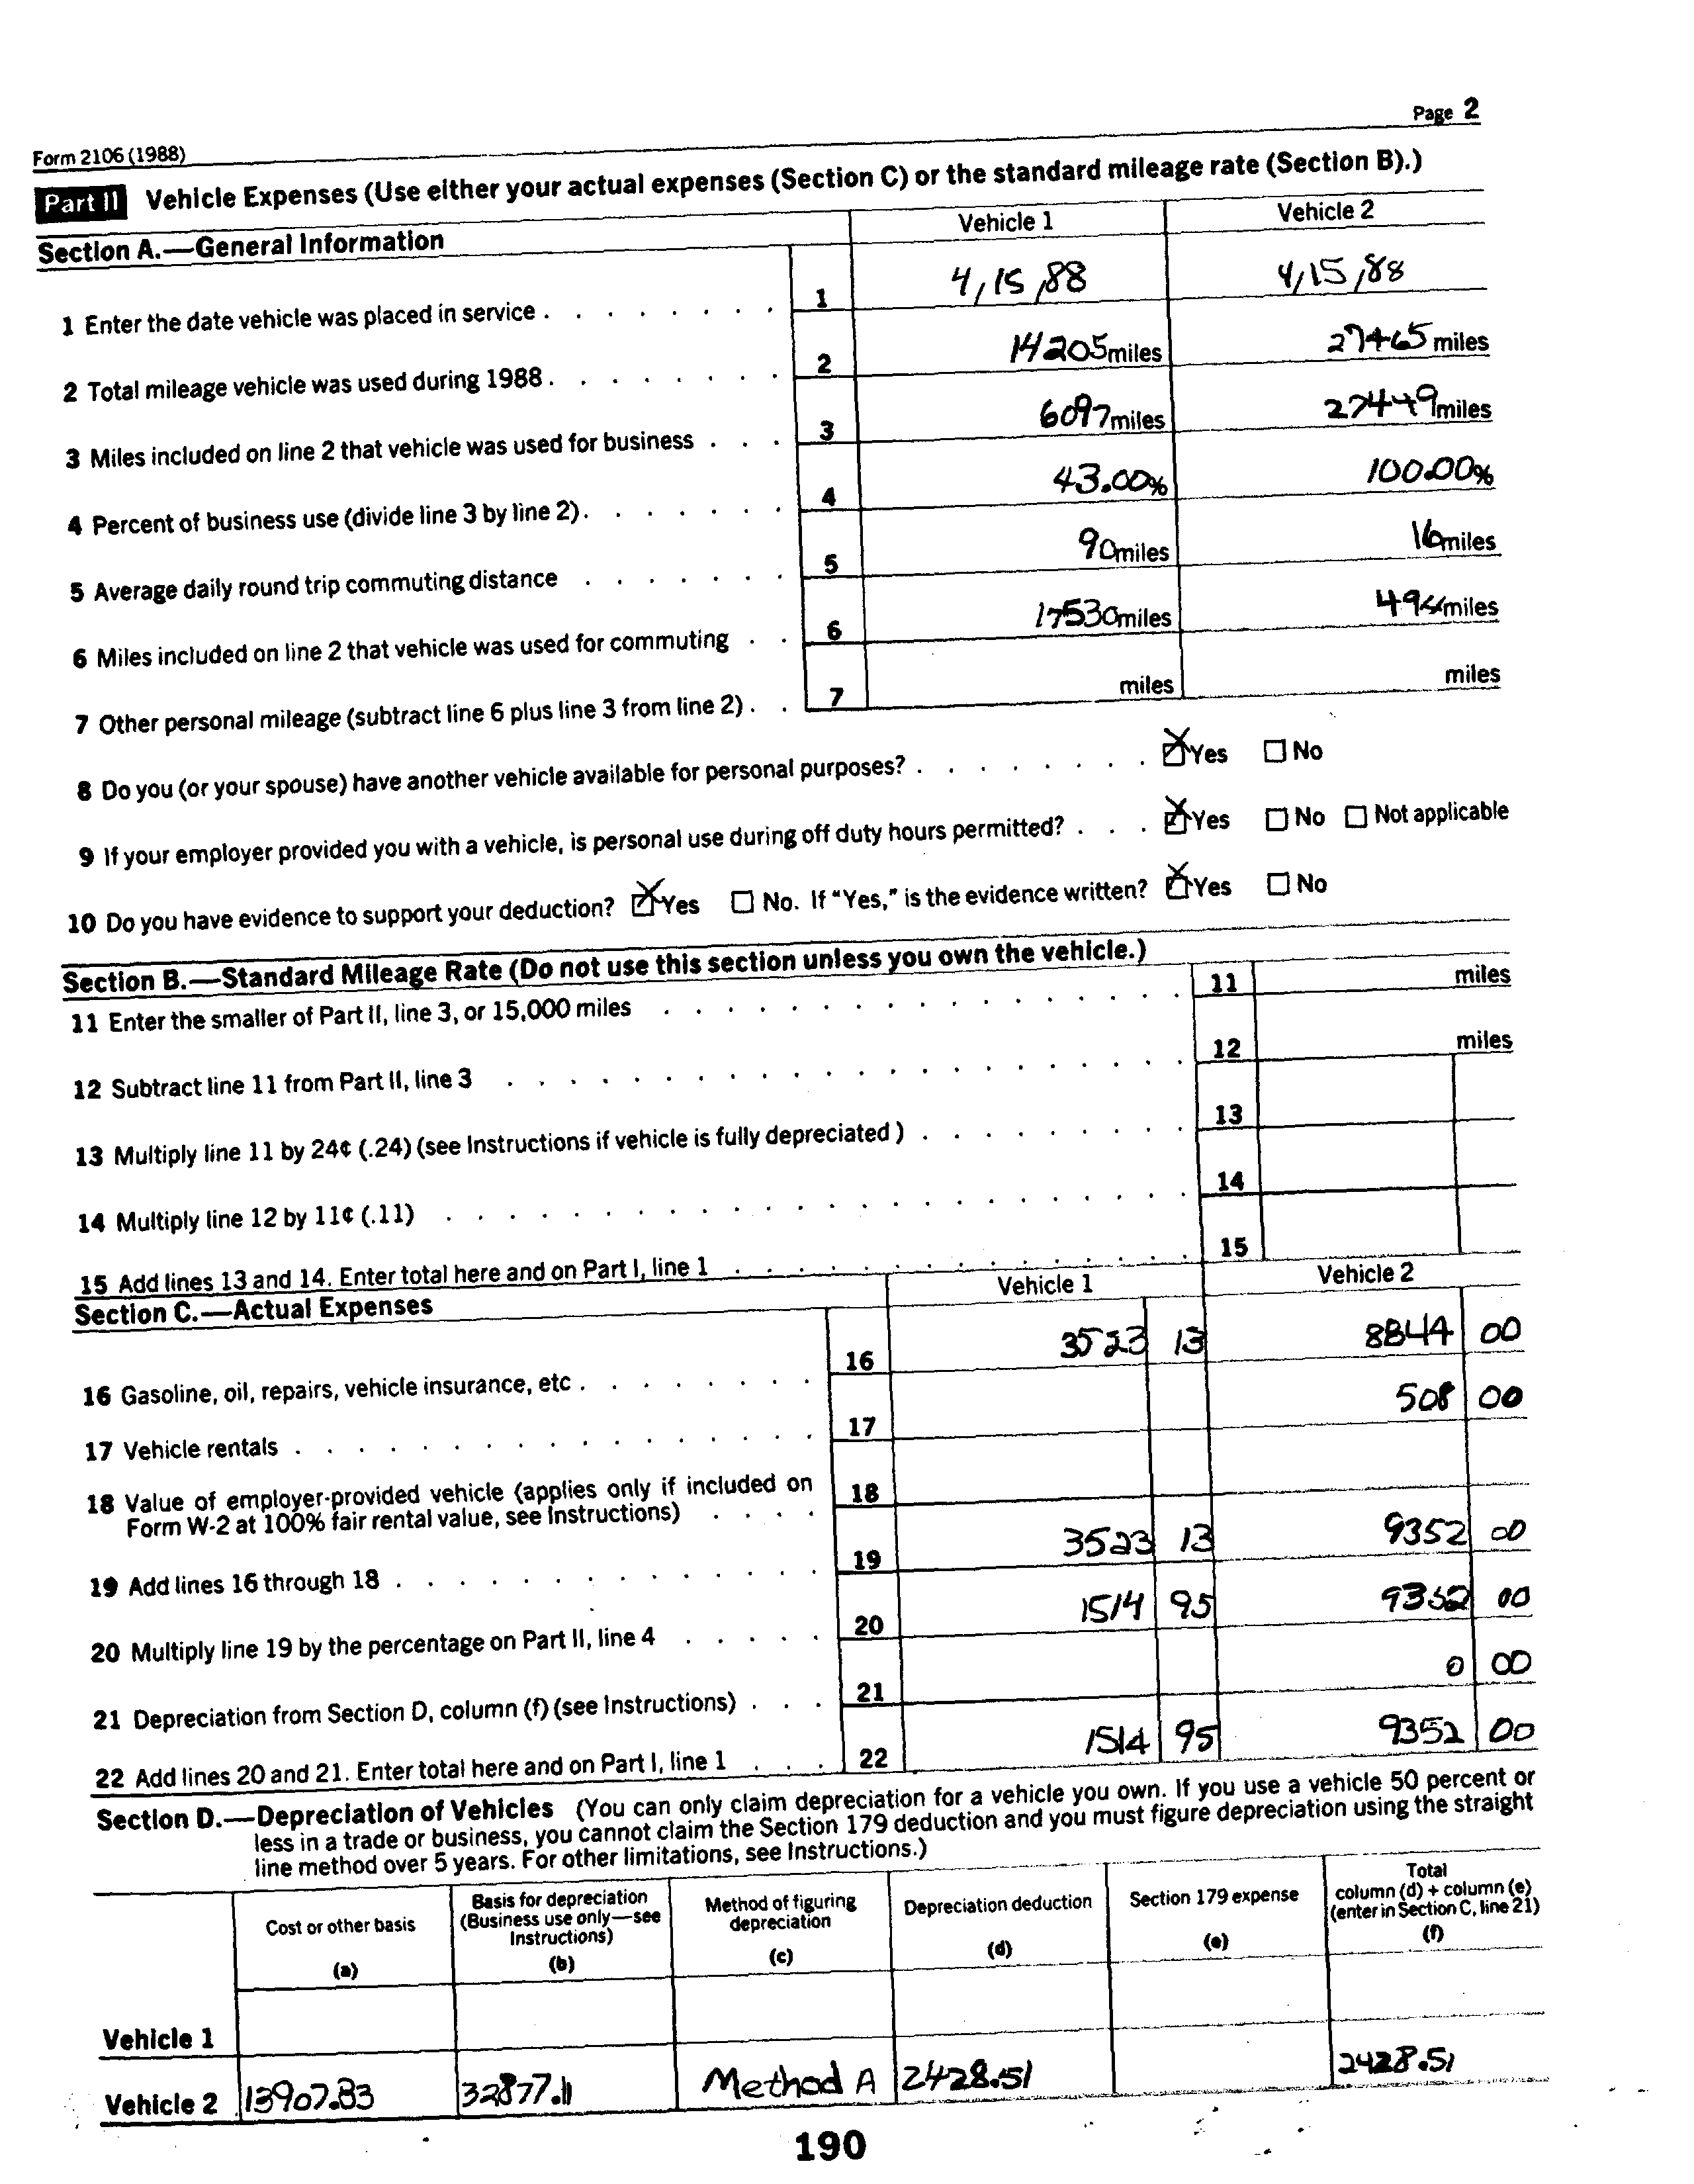 Form 2106 (1988) Page 2
Part II Vehicle Expenses (Use either your actual expenses (Section C) or the standard mileage rate (Section B).)
Section A.—General Information Vehicle 1 Vehicle 2
1 Enter the date vehicle was placed in service . . . . . . . . 1 4/15/88 4/15/88
2 Total mileage vehicle was used during 1988 . . . . . . . . 2 14205 miles 27465 miles
3 Miles included on line 2 that vehicle was used for business . . . 3 6097 miles 27449 miles
4 Percent of business use (divide line 3 by line 2) . . . . . . . 4 43.00% 100.00%
5 Average daily round trip commuting distance . . . . . . . 5 90 miles 16 miles
6 Miles included on line 2 that vehicle was used for commuting . . 6 17530 miles 494 miles
7 Other personal mileage (subtract line 6 plus line 3 from line 2) . . 7 miles miles
8 Do you (or your spouse) have another vehicle available for personal purposes? . . . . . . . . ☒ Yes ☐ No
9 If your employer provided you with a vehicle, is personal use during off duty hours permitted? . . . ☒ Yes ☐ No ☐ Not applicable
10 Do you have evidence to support your deduction? ☒ Yes ☐ No. If "Yes," is the evidence written? ☒ Yes ☐ No
Section B.—Standard Mileage Rate (Do not use this section unless you own the vehicle.)
11 Enter the smaller of Part II, line 3, or 15,000 miles . . . . . . . . . . . . . . . . . 11 miles
12 Subtract line 11 from Part II, line 3 . . . . . . . . . . . . . . . . . . . . . . 12 miles
13 Multiply line 11 by 24¢ (.24) (see Instructions if vehicle is fully depreciated ) . . . . . . . . . 13
14 Multiply line 12 by 11¢ (.11) . . . . . . . . . . . . . . . . . . . . . . . . 14
15 Add lines 13 and 14. Enter total here and on Part I, line 1 . . . . . . . . . . . . . . . 15
Section C.—Actual Expenses Vehicle 1 Vehicle 2
16 Gasoline, oil, repairs, vehicle insurance, etc . . . . . . . . 16 3523 13 8844 00
17 Vehicle rentals . . . . . . . . . . . . . . . . . 17 508 00
18 Value of employer-provided vehicle (applies only if included on
Form W-2 at 100% fair rental value, see Instructions) . . . . 18
19 Add lines 16 through 18 . . . . . . . . . . . . . . 19 3523 13 9352 00
20 Multiply line 19 by the percentage on Part II, line 4 . . . . . 20 1514 95 9352 00
21 Depreciation from Section D, column (f) (see Instructions) . . . 21 0 00
22 Add lines 20 and 21. Enter total here and on Part I, line 1 . . . 22 1514 95 9352 00
Section D.—Depreciation of Vehicles (You can only claim depreciation for a vehicle you own. If you use a vehicle 50 percent or
less in a trade or business, you cannot claim the Section 179 deduction and you must figure depreciation using the straight
line method over 5 years. For other limitations, see Instructions.)
Cost or other basis
(a)
Basis for depreciation
(Business use only—see
Instructions)
(b)
Method of figuring
depreciation
(c)
Depreciation deduction
(d)
Section 179 expense
(e)
Total
column (d) + column (e)
(enter in Section C, line 21)
(f)
Vehicle 1
Vehicle 2 13907.83 32877.11 Method A 2428.51 2428.51
190